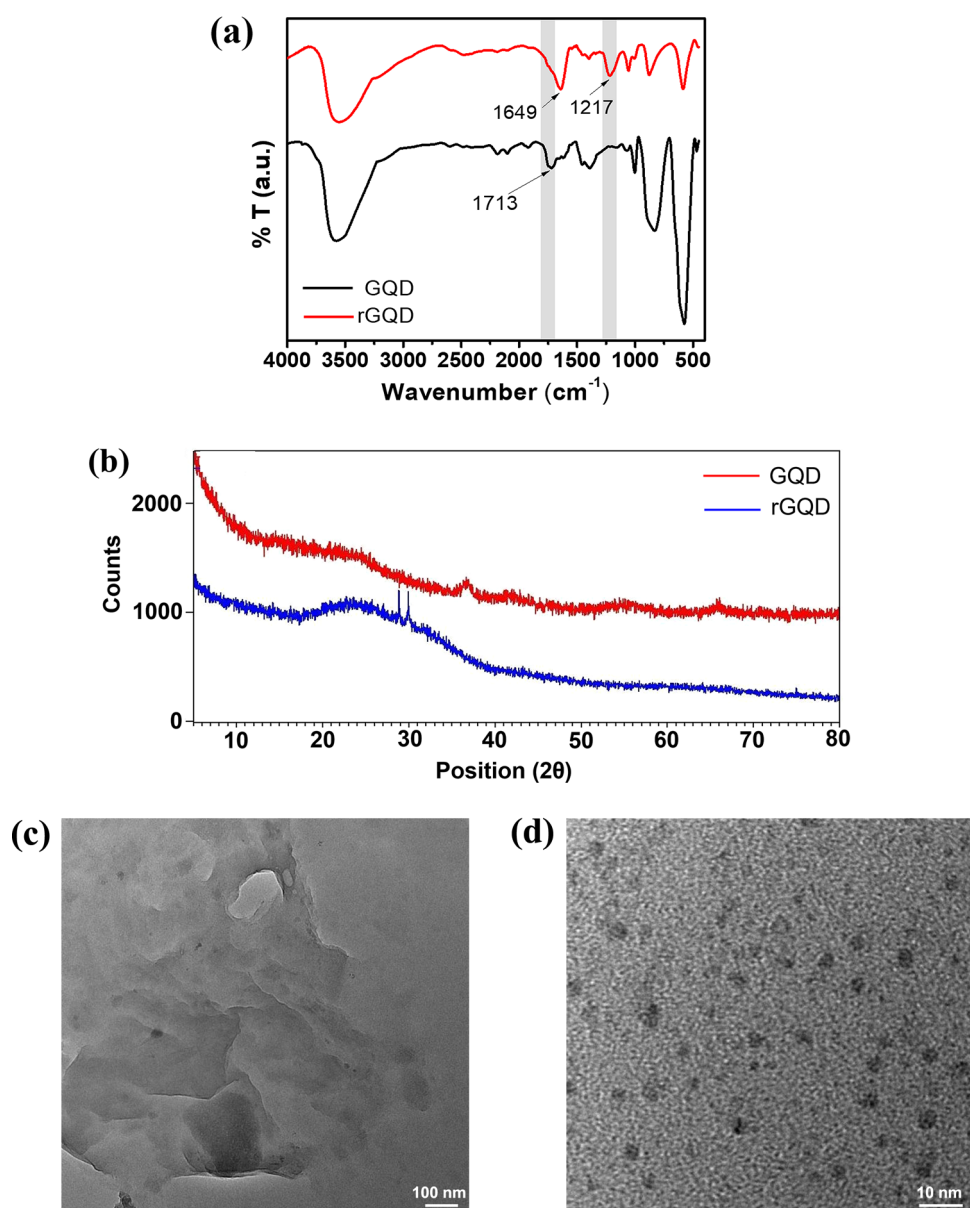 (a)
% T (a.u.)
1649
1217
1713
GQD
rGQD
4000 3500 3000 2500 2000 1500 1000 500
Wavenumber (cm⁻¹)
(b)
Counts
2000
1000
0
GQD
rGQD
10 20 30 40 50 60 70 80
Position (2θ)
(c)
100 nm
(d)
10 nm